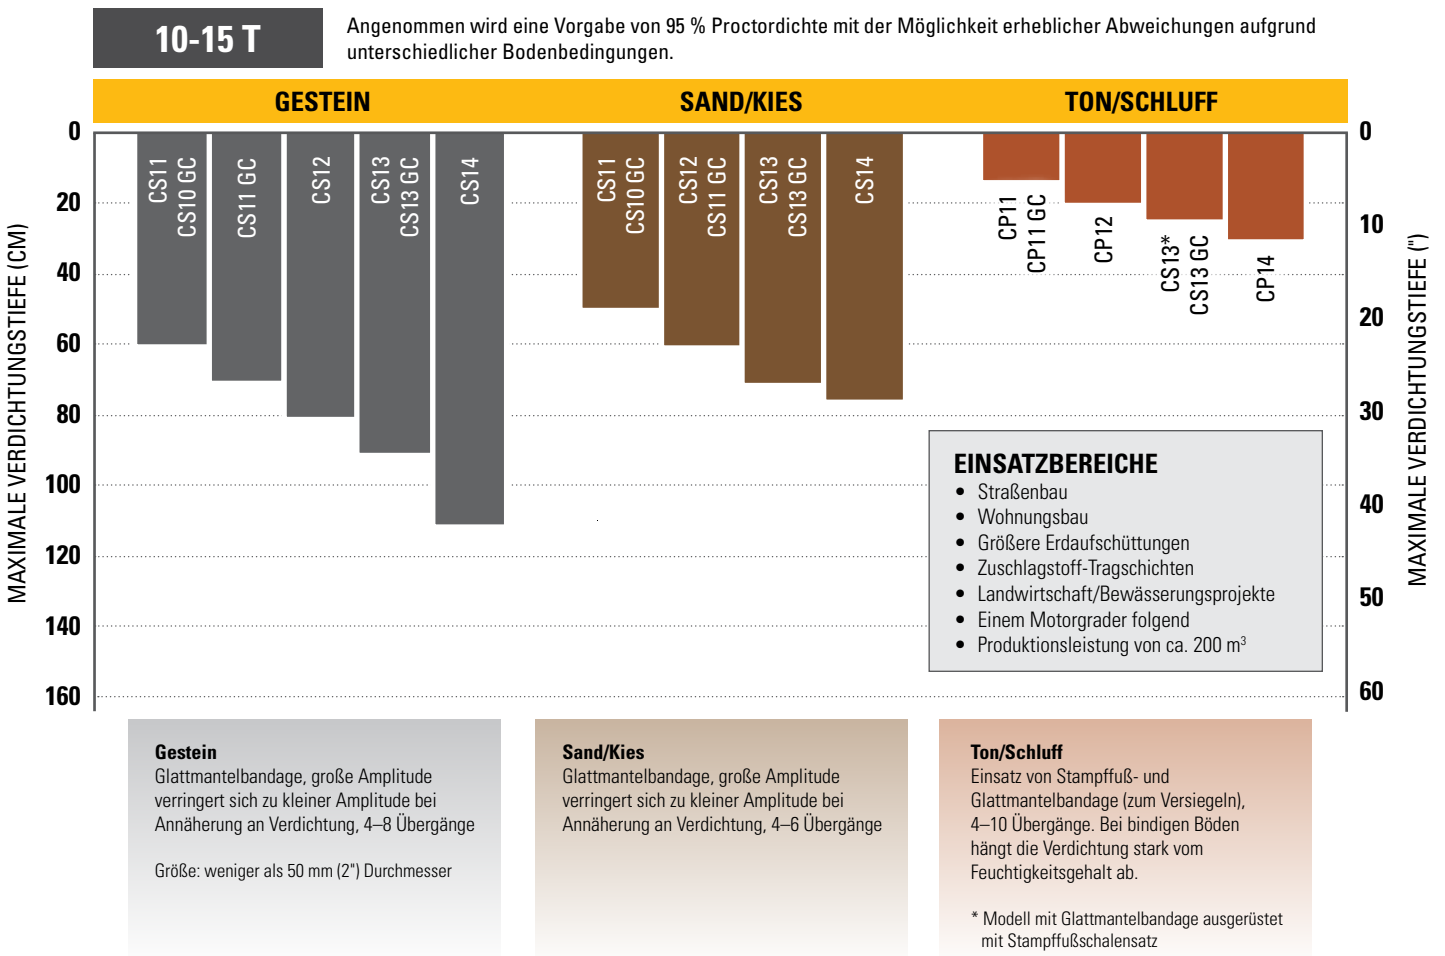 10-15 T
Angenommen wird eine Vorgabe von 95 % Proctordichte mit der Möglichkeit erheblicher Abweichungen aufgrund
unterschiedlicher Bodenbedingungen.
GESTEIN
SAND/KIES
TON/SCHLUFF
MAXIMALE VERDICHTUNGSTIEFE (CM)
0
20
40
60
80
100
120
140
160
CS11
CS10 GC
CS11 GC
CS12
CS13
CS13 GC
CS14
CS11
CS10 GC
CS12
CS11 GC
CS13
CS13 GC
CS14
CP11
CP11 GC
CP12
CS13*
CS13 GC
CP14
0
10
20
30
40
50
60
MAXIMALE VERDICHTUNGSTIEFE (")
EINSATZBEREICHE
• Straßenbau
• Wohnungsbau
• Größere Erdaufschüttungen
• Zuschlagstoff-Tragschichten
• Landwirtschaft/Bewässerungsprojekte
• Einem Motorgrader folgend
• Produktionsleistung von ca. 200 m³
Gestein
Glattmantelbandage, große Amplitude
verringert sich zu kleiner Amplitude bei
Annäherung an Verdichtung, 4–8 Übergänge
Größe: weniger als 50 mm (2") Durchmesser
Sand/Kies
Glattmantelbandage, große Amplitude
verringert sich zu kleiner Amplitude bei
Annäherung an Verdichtung, 4–6 Übergänge
Ton/Schluff
Einsatz von Stampffuß- und
Glattmantelbandage (zum Versiegeln),
4–10 Übergänge. Bei bindigen Böden
hängt die Verdichtung stark vom
Feuchtigkeitsgehalt ab.
* Modell mit Glattmantelbandage ausgerüstet
mit Stampffußschalensatz